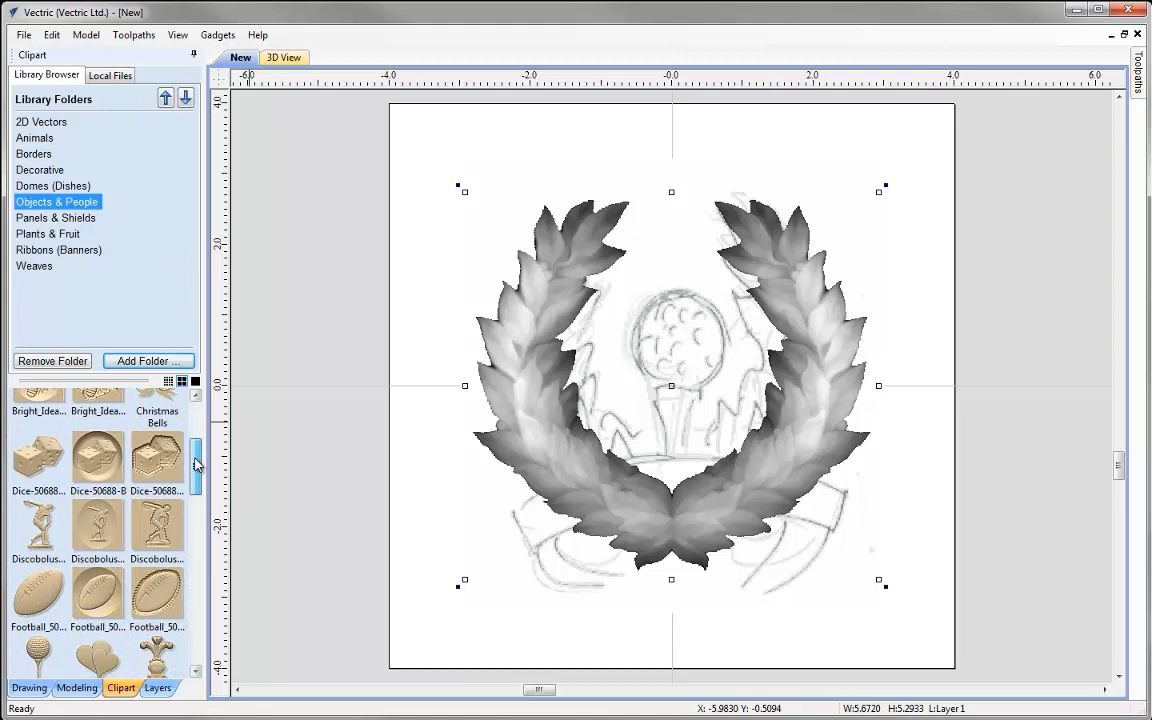 Vectric {Vectric Ltd.} - [New]
File Edit Model Toolpaths View Gadgets Help
Clipart
Library Browser Local Files
New 3D View
Library Folders
2D Vectors
Animals
Borders
Decorative
Domes (Dishes)
Objects & People
Panels & Shields
Plants & Fruit
Ribbons (Banners)
Weaves
Remove Folder Add Folder ...
Bright_Idea... Bright_Idea... Christmas Bells
Dice-50688... Dice-50688-B Dice-50688...
Discobolus... Discobolus... Discobolus...
Football_50... Football_50... Football_50...
Drawing Modeling Clipart Layers
-6.0 -4.0 -2.0 -0.0 2.0 4.0 6.0
4.0
2.0
0.0
-2.0
-4.0
Toolpaths
Ready
X: -5.9830 Y: -0.5094 W:5.6720 H:5.2933 L:Layer 1